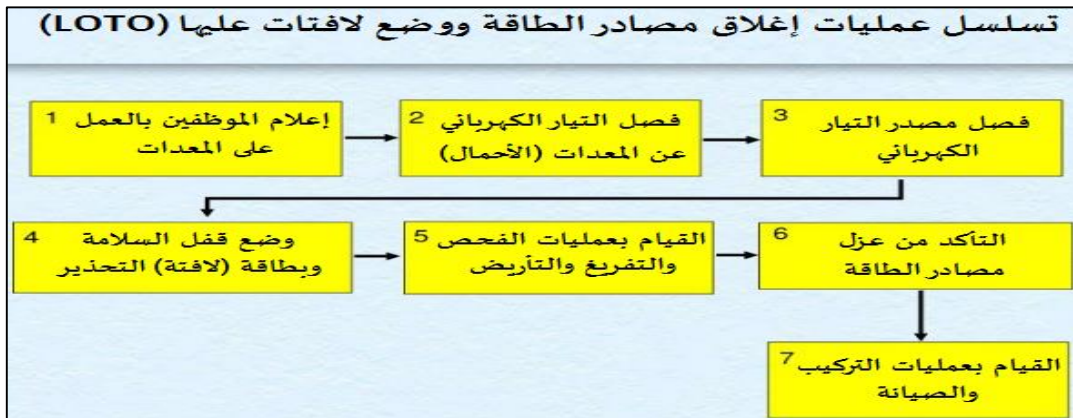 تسلسل عمليات إغلاق مصادر الطاقة ووضع لافتات عليها (LOTO)
1 إعلام الموظفين بالعمل
على المعدات
2 فصل التيار الكهربائي
عن المعدات (الأحمال)
3 فصل مصدر التيار
الكهربائي
4 وضع قفل السلامة
وبطاقة (لافتة) التحذير
5 القيام بعمليات الفحص
والتفريغ والتأريض
6 التأكد من عزل
مصادر الطاقة
7 القيام بعمليات التركيب
والصيانة